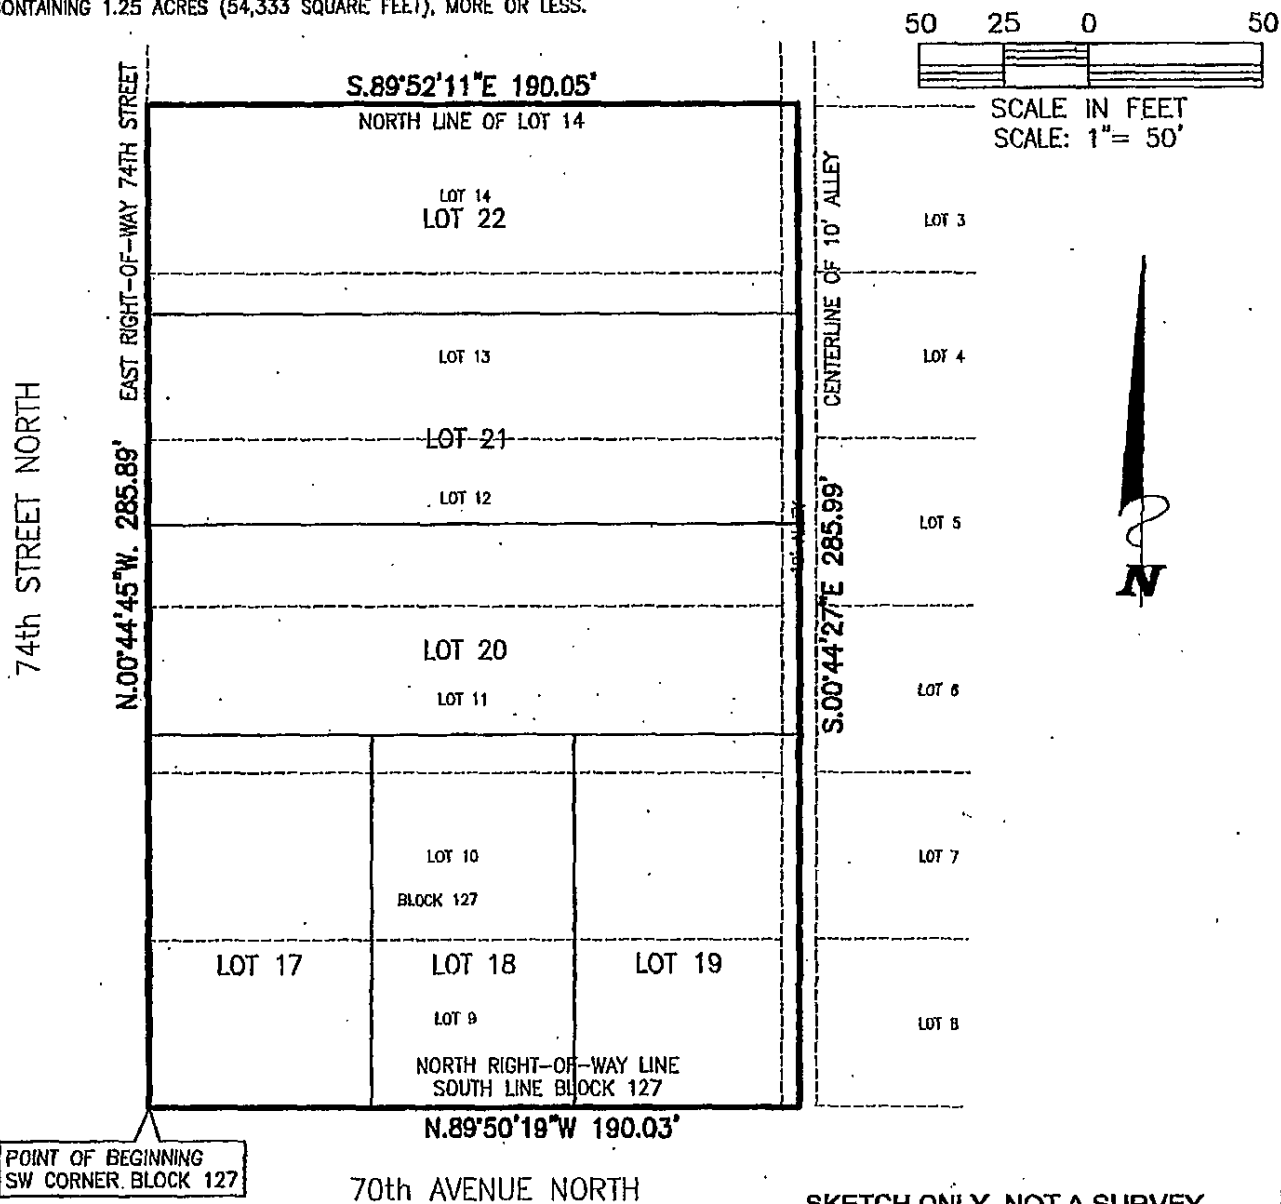 CONTAINING 1.25 ACRES (54,333 SQUARE FEET), MORE OR LESS.
50 25 0 50
SCALE IN FEET
SCALE: 1"= 50'
S.89°52'11"E 190.05'
NORTH LINE OF LOT 14
EAST RIGHT-OF-WAY 74TH STREET
LOT 14
LOT 22
CENTERLINE OF 10' ALLEY
LOT 3
LOT 13
LOT 4
74th STREET NORTH
N.00°44'45"W. 285.89'
LOT 21
LOT 12
10' ALLEY
S.00°44'27"E 285.99'
LOT 5
N
LOT 20
LOT 11
LOT 6
LOT 10
BLOCK 127
LOT 7
LOT 17
LOT 18
LOT 19
LOT 9
LOT 8
NORTH RIGHT-OF-WAY LINE
SOUTH LINE BLOCK 127
N.89°50'19"W 190.03'
POINT OF BEGINNING
SW CORNER BLOCK 127
70th AVENUE NORTH
SKETCH ONLY, NOT A SURVEY